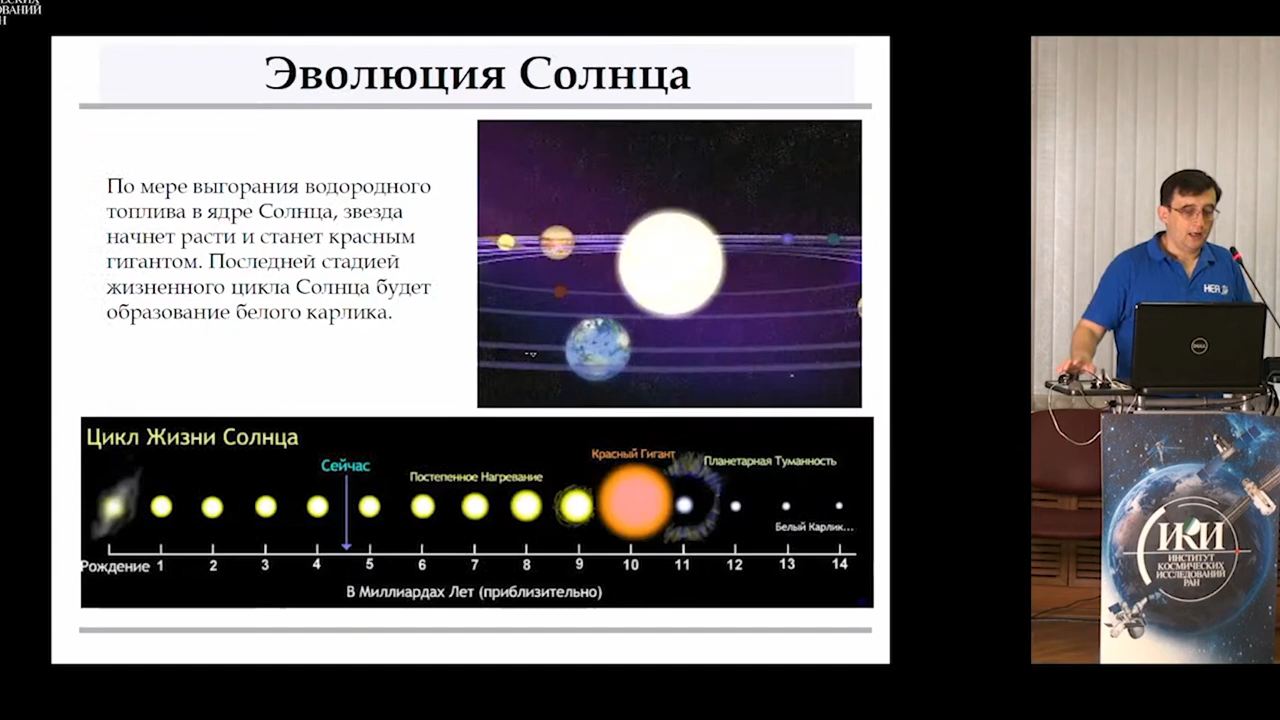 ОВАНИЙ
Эволюция Солнца
По мере выгорания водородного
топлива в ядре Солнца, звезда
начнет расти и станет красным
гигантом. Последней стадией
жизненного цикла Солнца будет
образование белого карлика.
Цикл Жизни Солнца
Сейчас
Постепенное Нагревание
Красный Гигант
Планетарная Туманность
Белый Карлик...
Рождение 1 2 3 4 5 6 7 8 9 10 11 12 13 14
В Миллиардах Лет (приблизительно)
DELL
ИКИ
ИНСТИТУТ
КОСМИЧЕСКИХ
ИССЛЕДОВАНИЙ
РАН